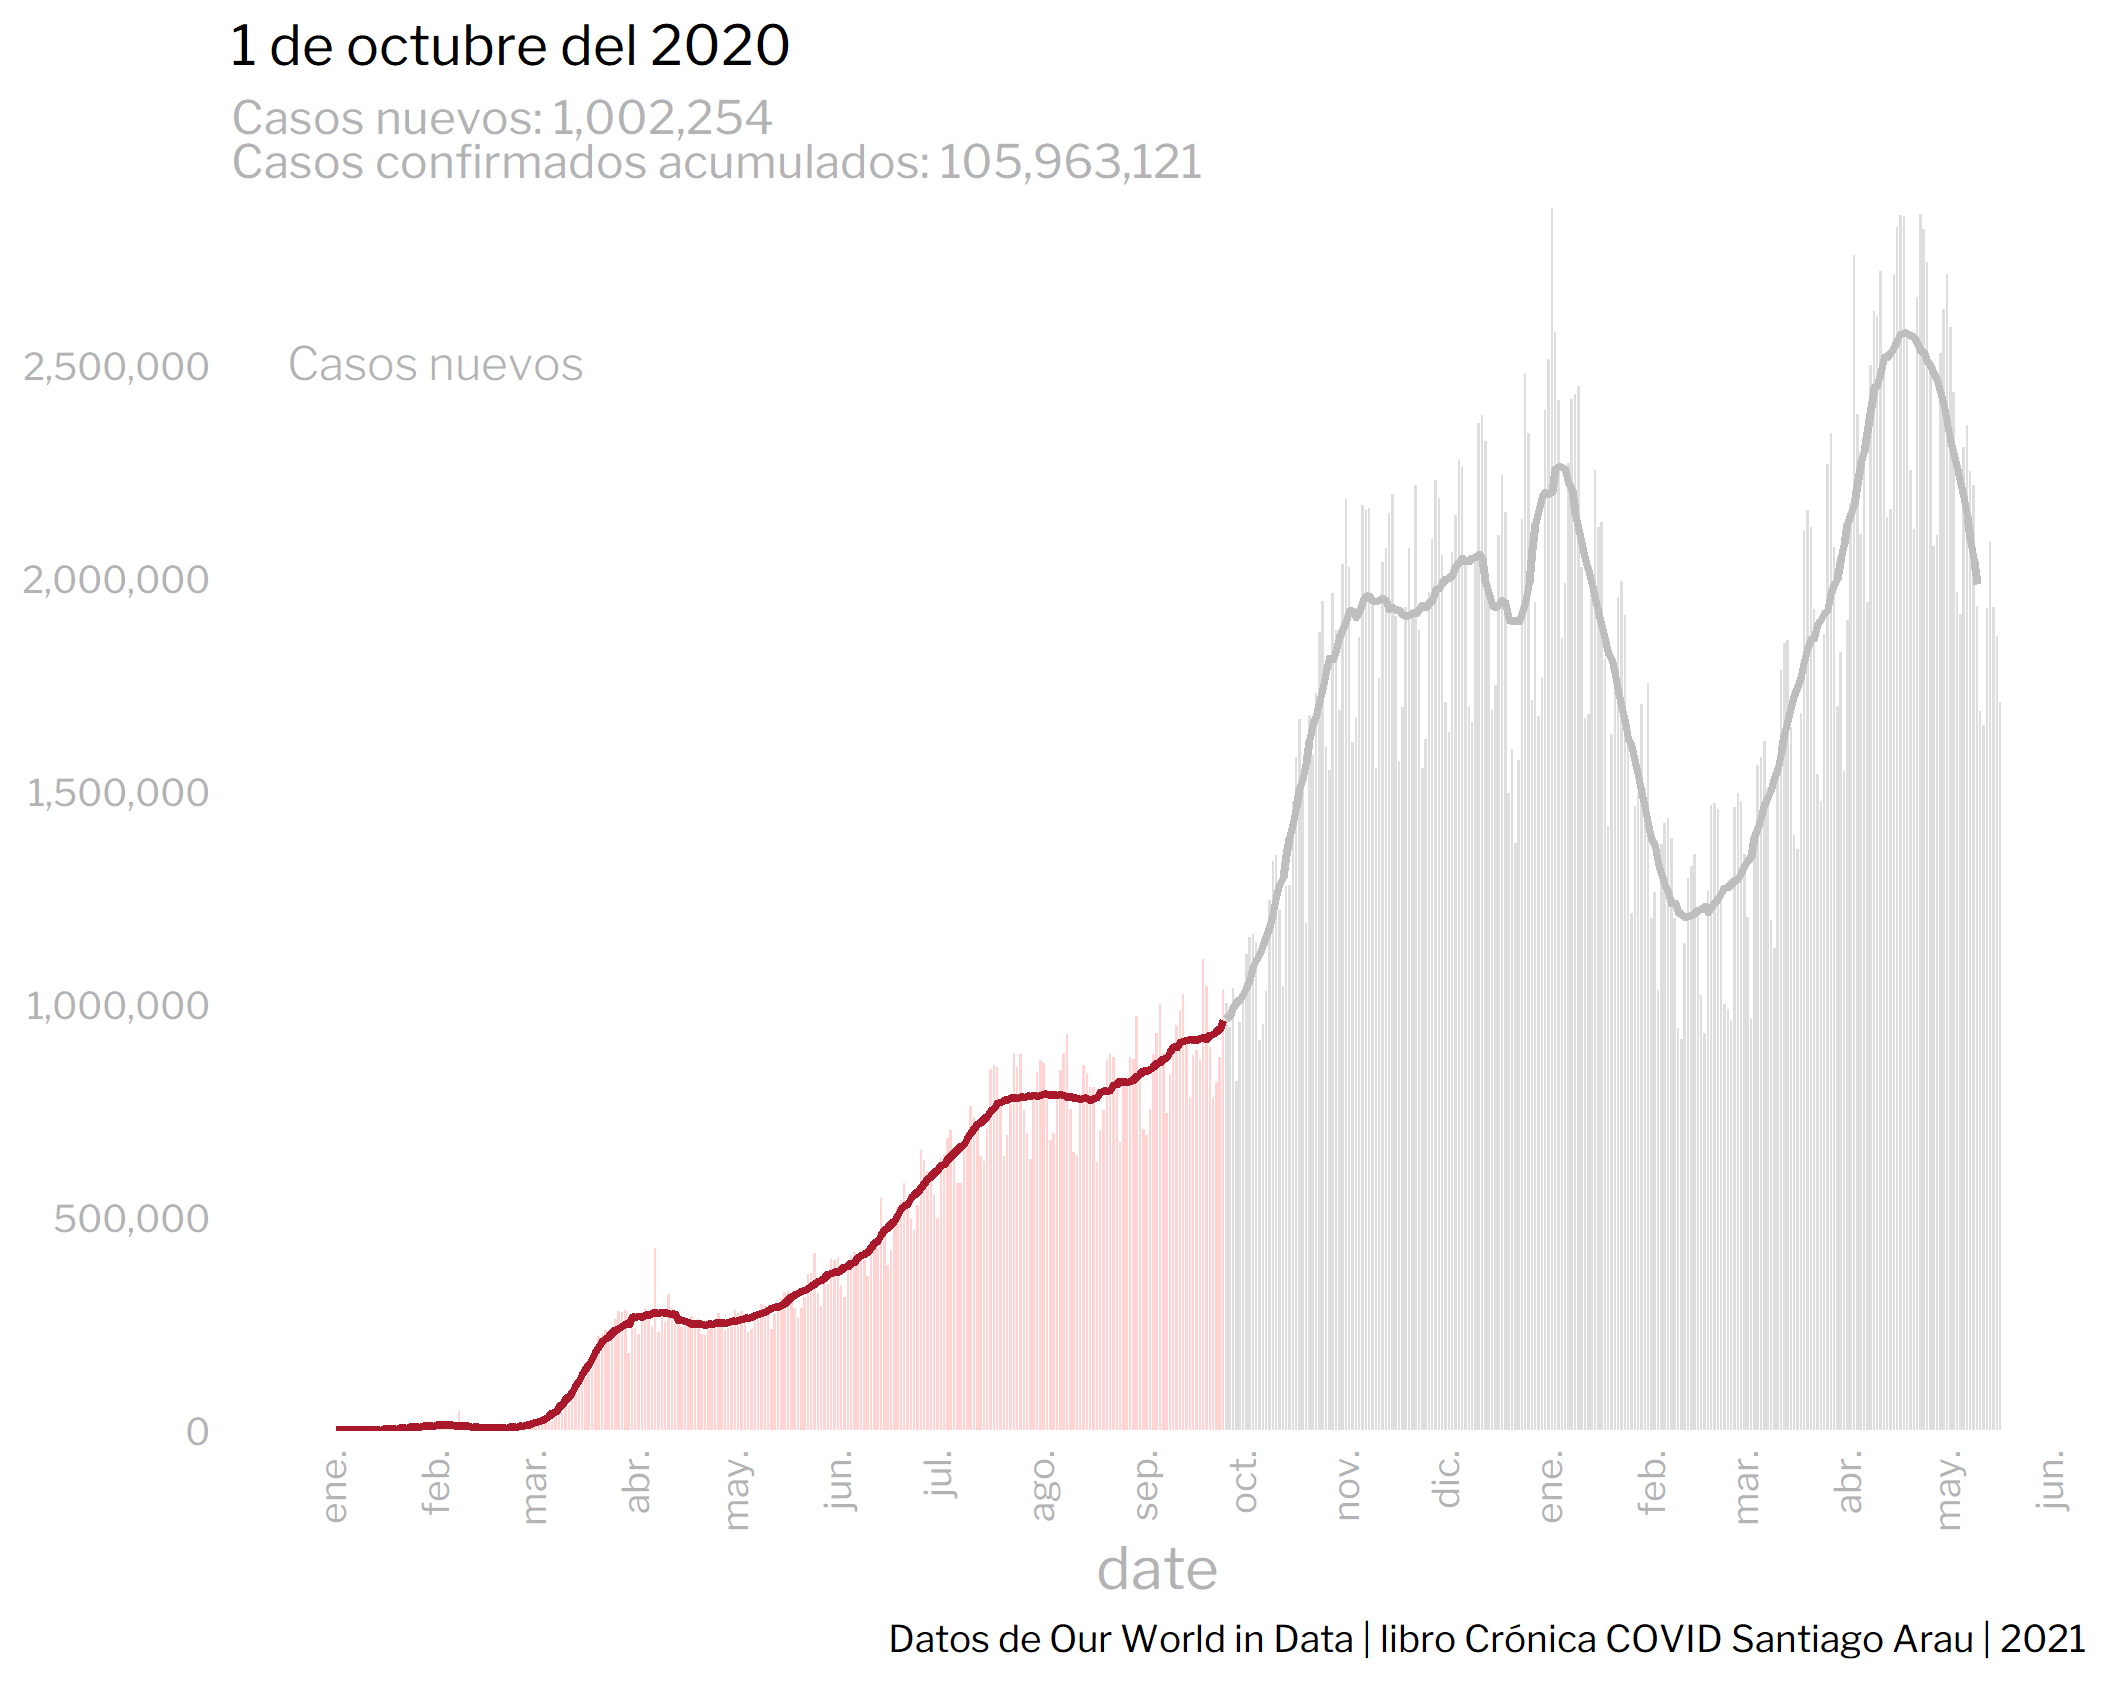 1 de octubre del 2020
Casos nuevos: 1,002,254
Casos confirmados acumulados: 105,963,121
Casos nuevos
2,500,000
2,000,000
1,500,000
1,000,000
500,000
0
ene.
feb.
mar.
abr.
may.
jun.
jul.
ago.
sep.
oct.
nov.
dic.
ene.
feb.
mar.
abr.
may.
jun.
date
Datos de Our World in Data | libro Crónica COVID Santiago Arau | 2021